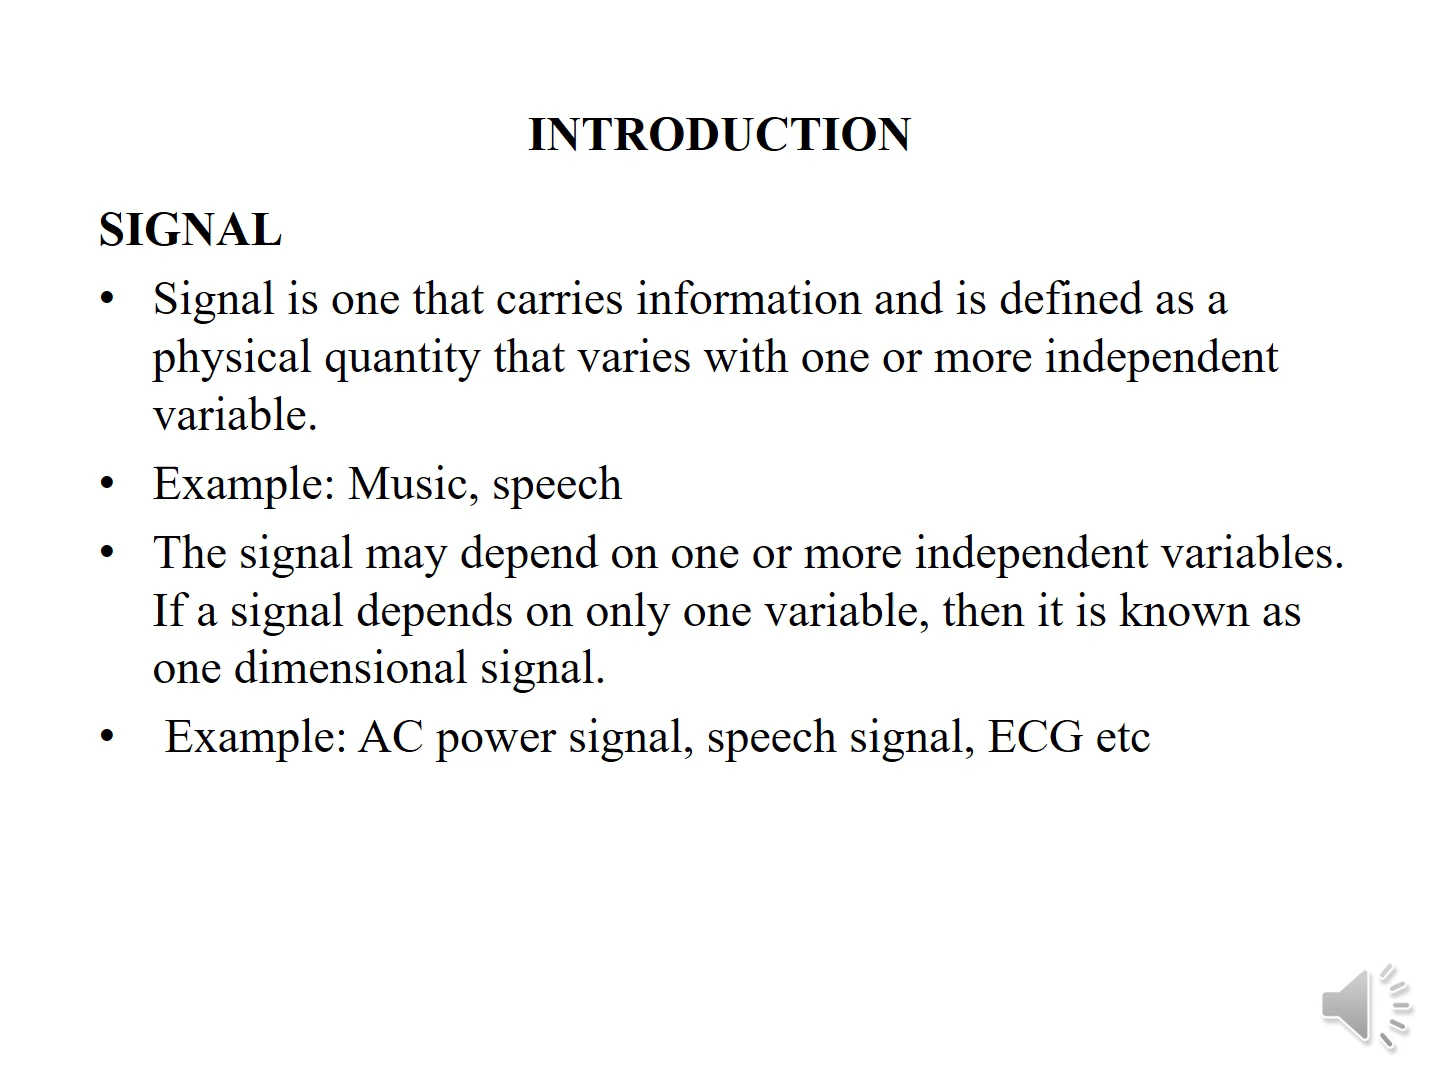 INTRODUCTION
SIGNAL
• Signal is one that carries information and is defined as a
physical quantity that varies with one or more independent
variable.
• Example: Music, speech
• The signal may depend on one or more independent variables.
If a signal depends on only one variable, then it is known as
one dimensional signal.
• Example: AC power signal, speech signal, ECG etc